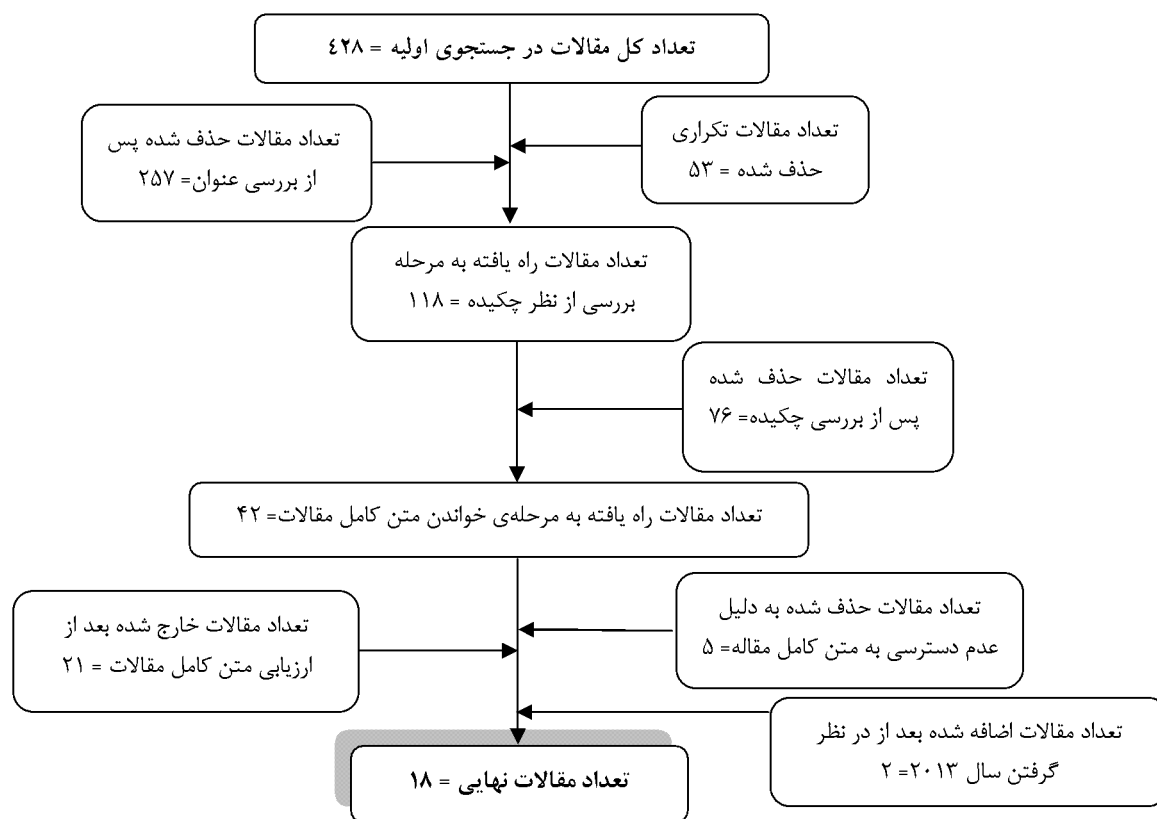 تعداد کل مقالات در جستجوی اولیه = ٤٢٨
تعداد مقالات تکراری
حذف شده = ۵۳
تعداد مقالات حذف شده پس
از بررسی عنوان= ۲۵۷
تعداد مقالات راه یافته به مرحله
بررسی از نظر چکیده = ۱۱۸
تعداد مقالات حذف شده
پس از بررسی چکیده= ۷۶
تعداد مقالات راه یافته به مرحله‌ی خواندن متن کامل مقالات= ۴۲
تعداد مقالات حذف شده به دلیل
عدم دسترسی به متن کامل مقاله= ۵
تعداد مقالات خارج شده بعد از
ارزیابی متن کامل مقالات = ۲۱
تعداد مقالات اضافه شده بعد از در نظر
گرفتن سال ۲۰۱۳= ۲
تعداد مقالات نهایی = ۱۸